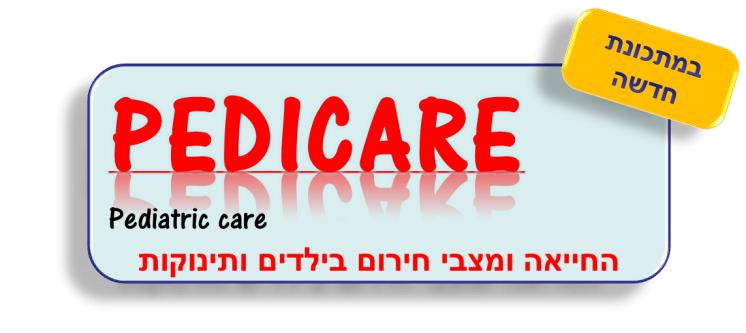 במתכונת
חדשה
PEDICARE
Pediatric care
החייאה ומצבי חירום בילדים ותינוקות